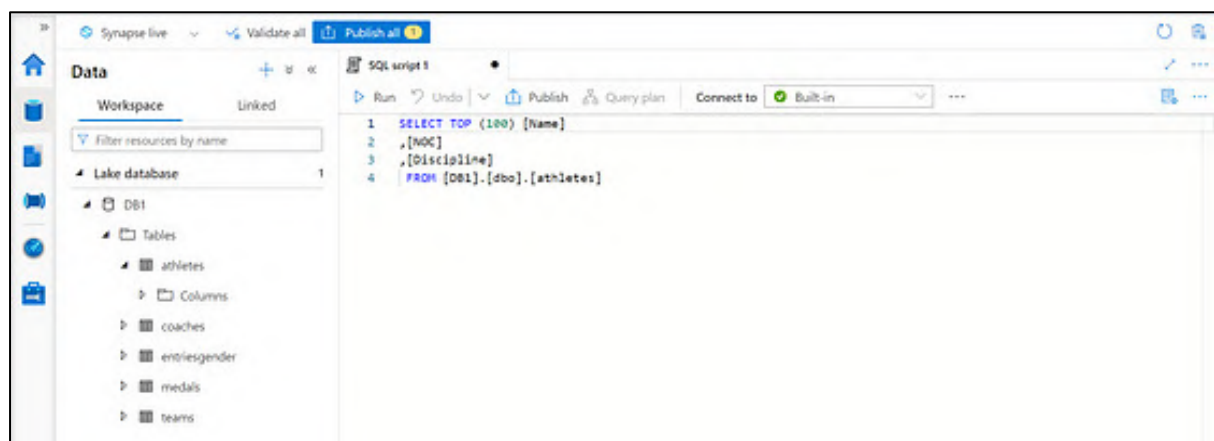 Synapse live Validate all Publish all 1
Data
Workspace Linked
Filter resources by name
Lake database 1
DB1
Tables
athletes
Columns
coaches
entriesgender
medals
teams
SQL script 1
Run Undo Publish Query plan Connect to Built-in
1 SELECT TOP (100) [Name]
2 ,[NOC]
3 ,[Discipline]
4 FROM [DB1].[dbo].[athletes]